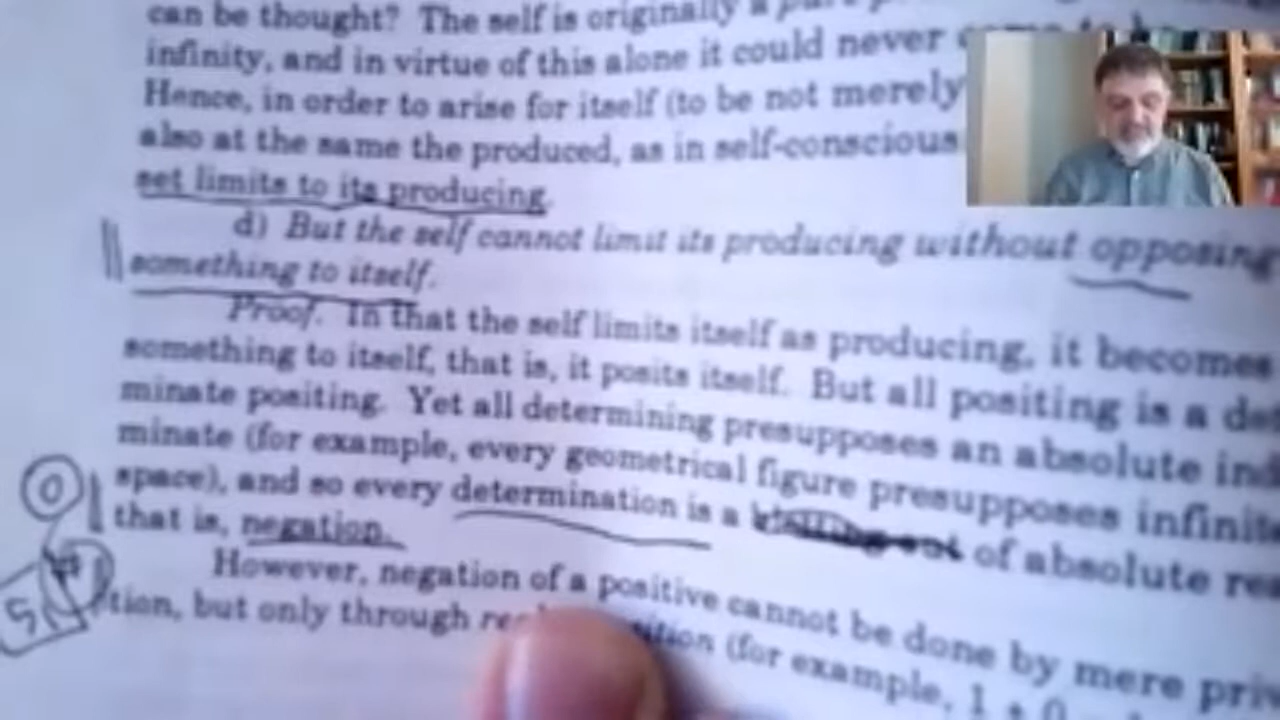 can be thought? The self is originally a
infinity, and in virtue of this alone it could never
Hence, in order to arise for itself (to be not merely
also at the same the produced, as in self-conscious
set limits to its producing.
d) But the self cannot limit its producing without opposing
something to itself.
Proof. In that the self limits itself as producing, it becomes
something to itself, that is, it posits itself. But all positing is a
minate positing. Yet all determining presupposes an absolute
minate (for example, every geometrical figure presupposes infinite
space), and so every determination is a of absolute
that is, negation.
However, negation of a positive cannot be done by mere
tion, but only through (for example, 1 + 0